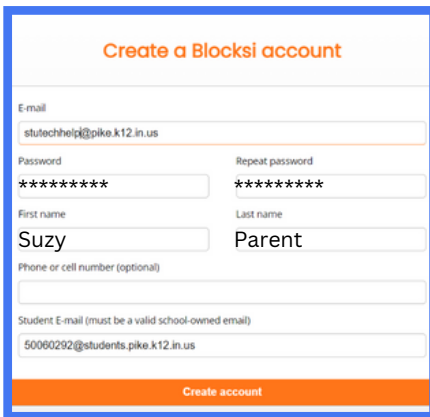 Create a Blocksi account
E-mail
stutechhelp@pike.k12.in.us
Password Repeat password
********* *********
First name Last name
Suzy Parent
Phone or cell number (optional)
Student E-mail (must be a valid school-owned email)
50060292@students.pike.k12.in.us
Create account